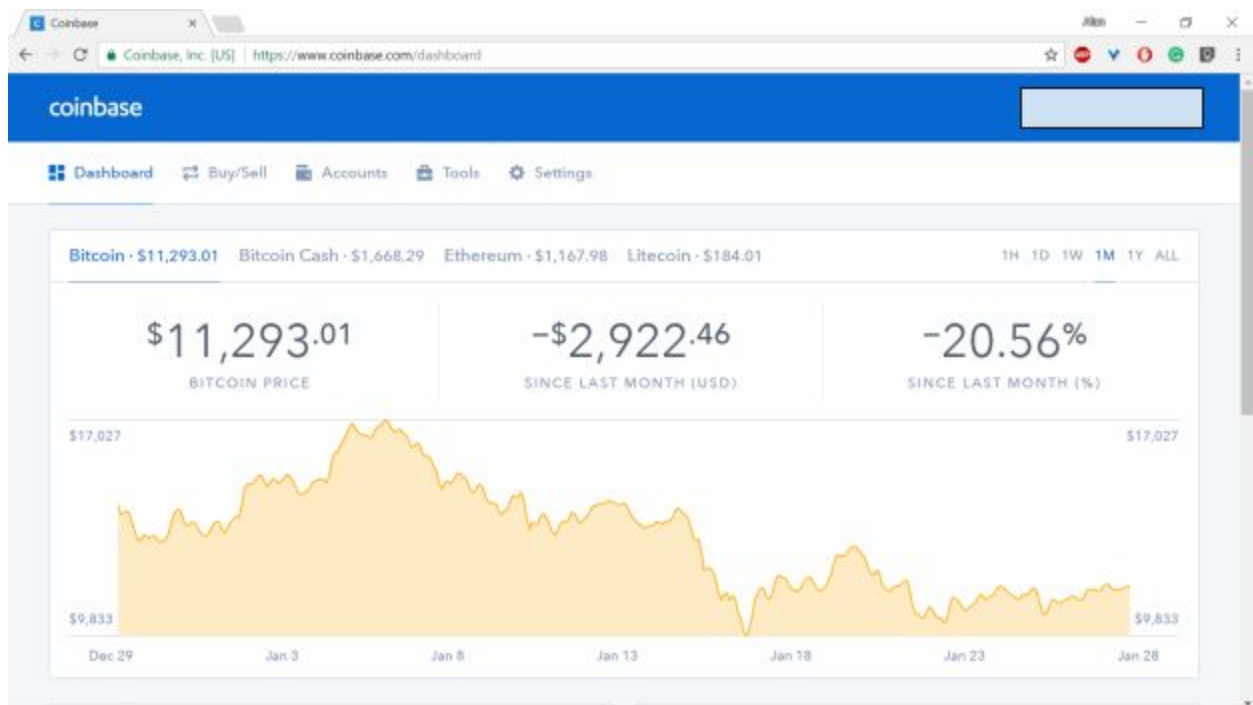 Coinbase
Allen
Coinbase, Inc. [US] https://www.coinbase.com/dashboard
coinbase
Dashboard Buy/Sell Accounts Tools Settings
Bitcoin · $11,293.01 Bitcoin Cash · $1,668.29 Ethereum · $1,167.98 Litecoin · $184.01 1H 1D 1W 1M 1Y ALL
$11,293.01 −$2,922.46 −20.56%
BITCOIN PRICE SINCE LAST MONTH (USD) SINCE LAST MONTH (%)
$17,027 $17,027
$9,833 $9,833
Dec 29 Jan 3 Jan 8 Jan 13 Jan 18 Jan 23 Jan 28